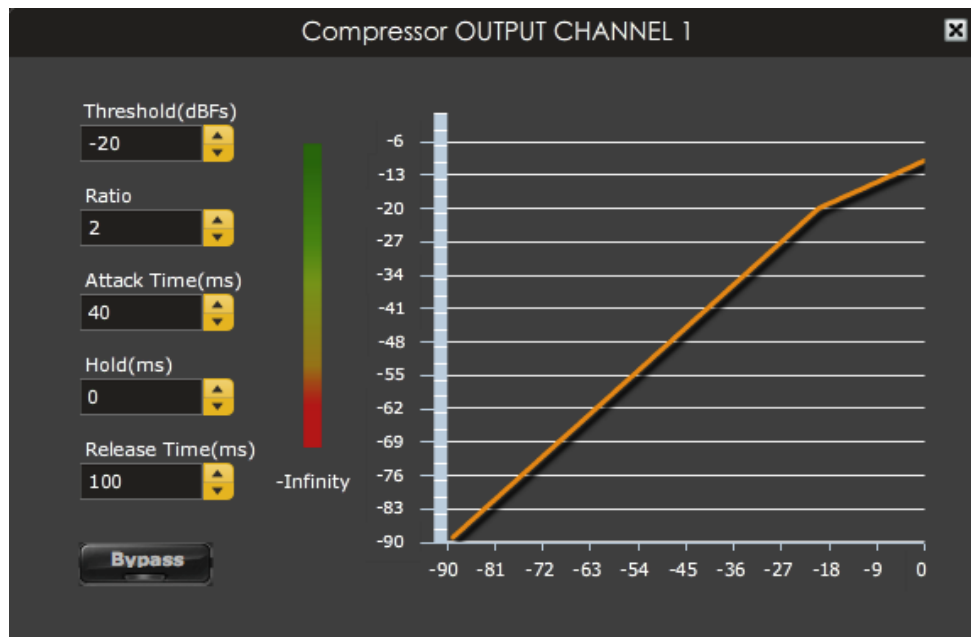 Compressor OUTPUT CHANNEL 1
Threshold(dBFs)
-20
Ratio
2
Attack Time(ms)
40
Hold(ms)
0
Release Time(ms)
100
Bypass
-Infinity
-6
-13
-20
-27
-34
-41
-48
-55
-62
-69
-76
-83
-90
-90 -81 -72 -63 -54 -45 -36 -27 -18 -9 0